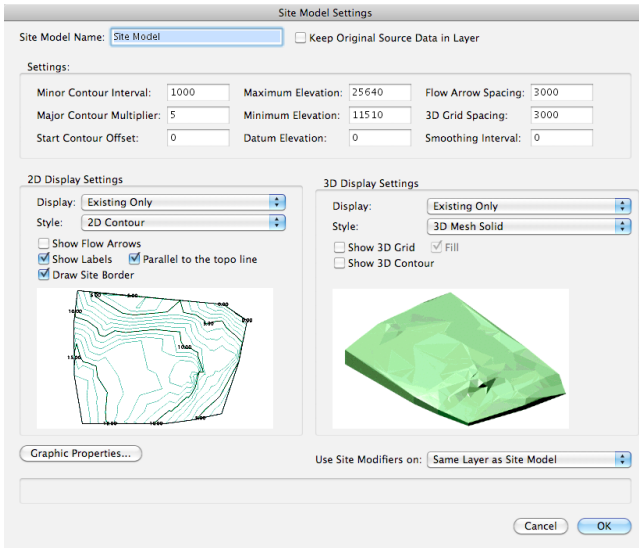 Site Model Settings
Site Model Name: Site Model Keep Original Source Data in Layer
Settings:
Minor Contour Interval: 1000 Maximum Elevation: 25640 Flow Arrow Spacing: 3000
Major Contour Multiplier: 5 Minimum Elevation: 11510 3D Grid Spacing: 3000
Start Contour Offset: 0 Datum Elevation: 0 Smoothing Interval: 0
2D Display Settings
Display: Existing Only
Style: 2D Contour
Show Flow Arrows
Show Labels Parallel to the topo line
Draw Site Border
3D Display Settings
Display: Existing Only
Style: 3D Mesh Solid
Show 3D Grid Fill
Show 3D Contour
Graphic Properties...
Use Site Modifiers on: Same Layer as Site Model
Cancel OK